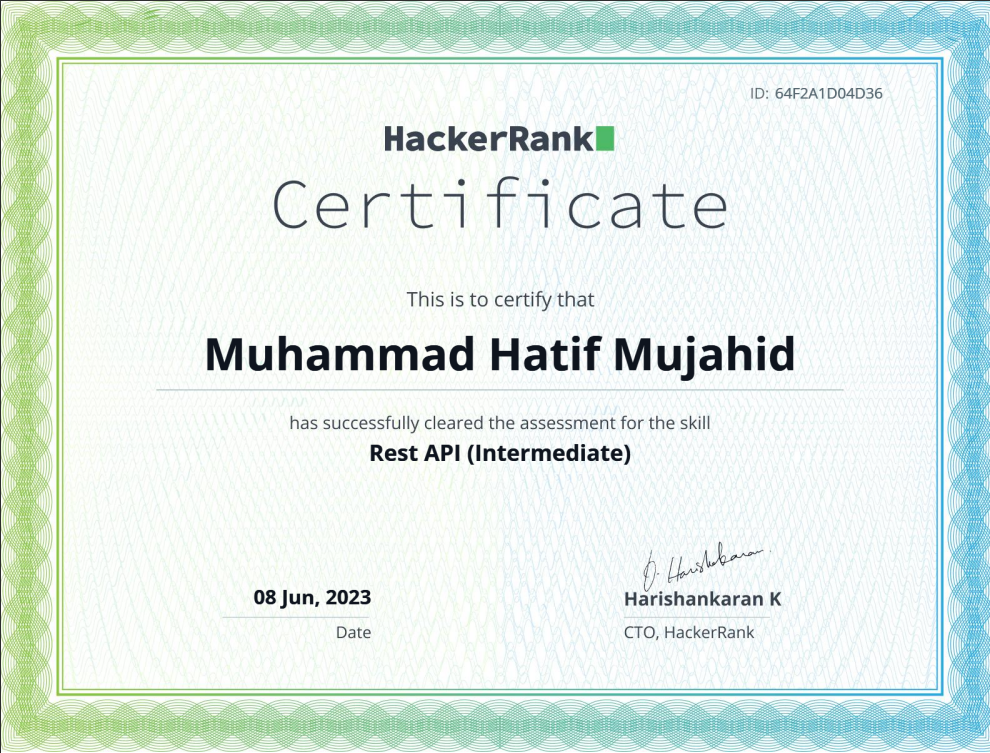 ID: 64F2A1D04D36
HackerRank
Certificate
This is to certify that
Muhammad Hatif Mujahid
has successfully cleared the assessment for the skill
Rest API (Intermediate)
08 Jun, 2023
Date
Harishankaran K
CTO, HackerRank